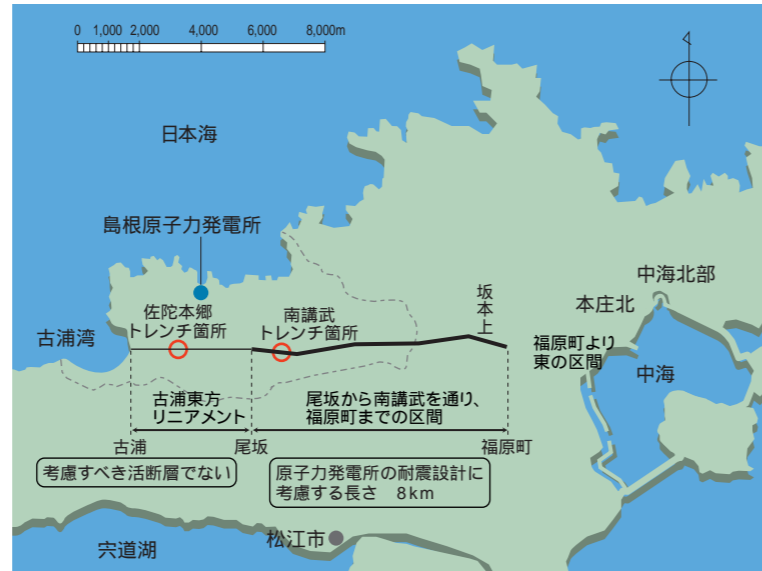 0 1,000 2,000 4,000 6,000 8,000m
日本海
島根原子力発電所
佐陀本郷
トレンチ箇所
南講武
トレンチ箇所
坂本上
中海北部
本庄北
古浦湾
福原町より
東の区間
中海
古浦東方
リニアメント
尾坂から南講武を通り、
福原町までの区間
古浦
尾坂
福原町
考慮すべき活断層でない
原子力発電所の耐震設計に
考慮する長さ 8km
松江市
宍道湖